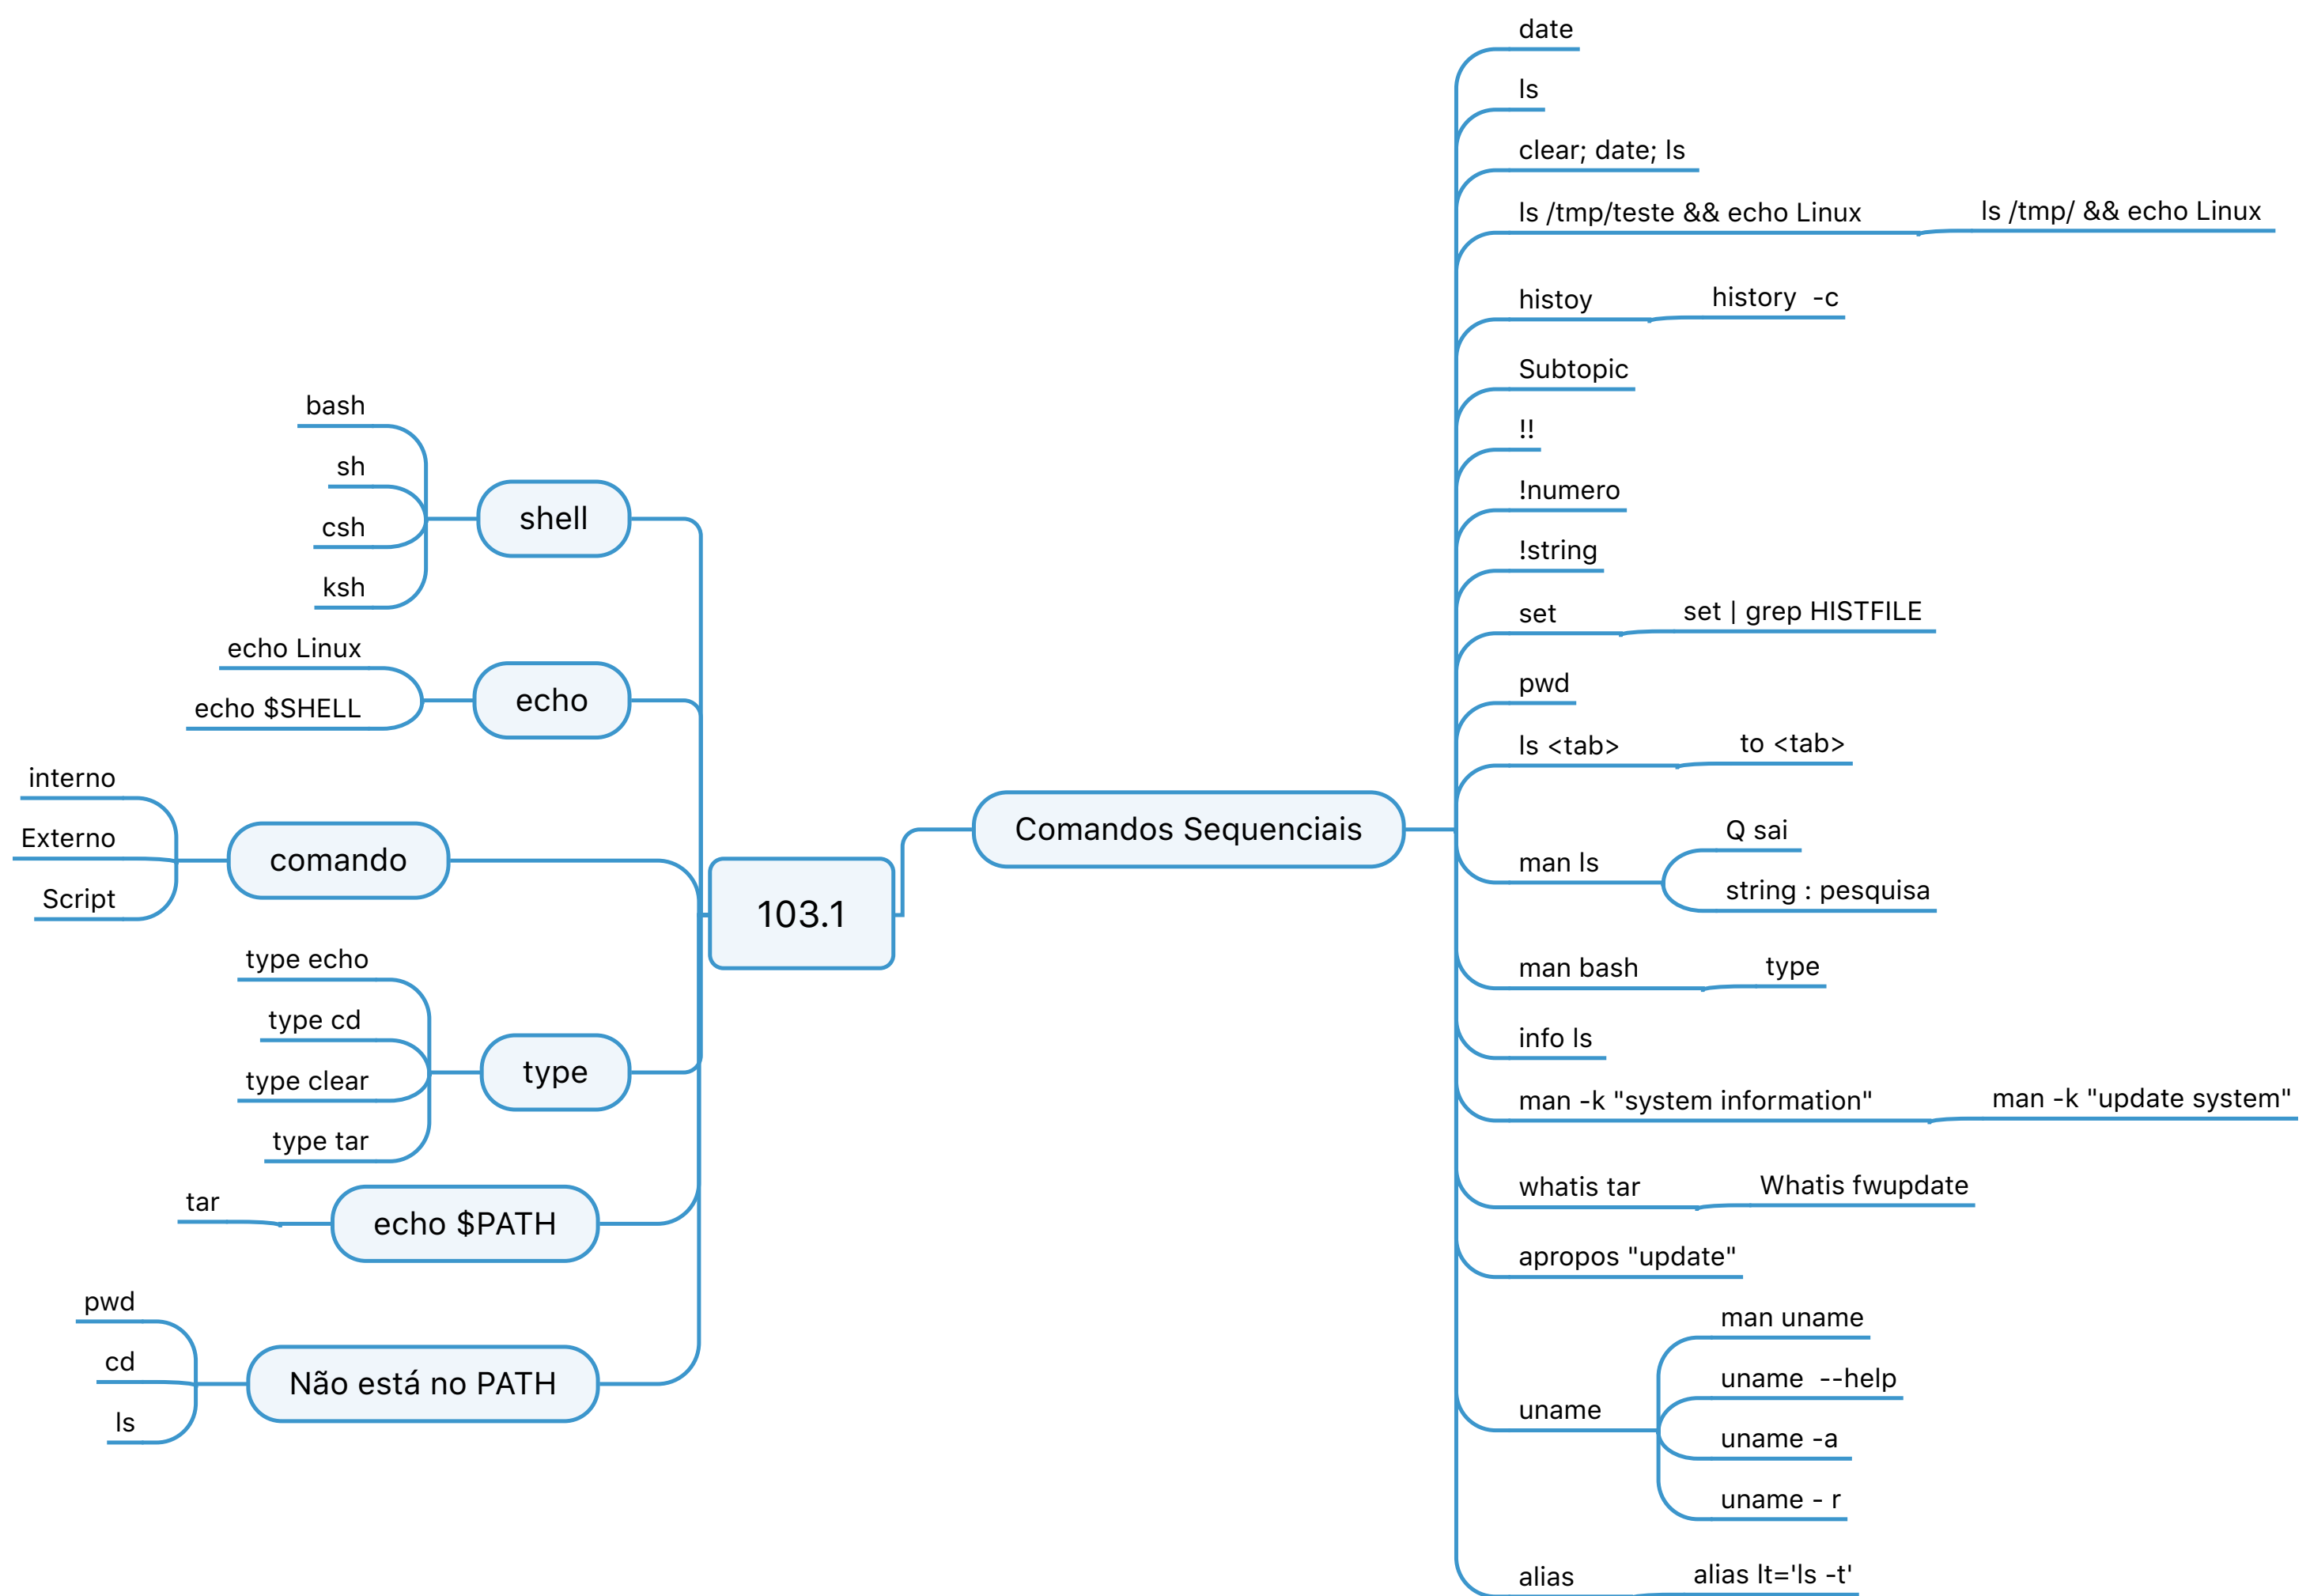 103.1
shell
bash
sh
csh
ksh
echo
echo Linux
echo $SHELL
comando
interno
Externo
Script
type
type echo
type cd
type clear
type tar
echo $PATH
tar
Não está no PATH
pwd
cd
ls
Comandos Sequenciais
date
ls
clear; date; ls
ls /tmp/teste && echo Linux
ls /tmp/ && echo Linux
histoy
history  -c
Subtopic
!!
!numero
!string
set
set | grep HISTFILE
pwd
ls <tab>
to <tab>
man ls
Q sai
string : pesquisa
man bash
type
info ls
man -k "system information"
man -k "update system"
whatis tar
Whatis fwupdate
apropos "update"
uname
man uname
uname  --help
uname -a
uname - r
alias
alias lt='ls -t'